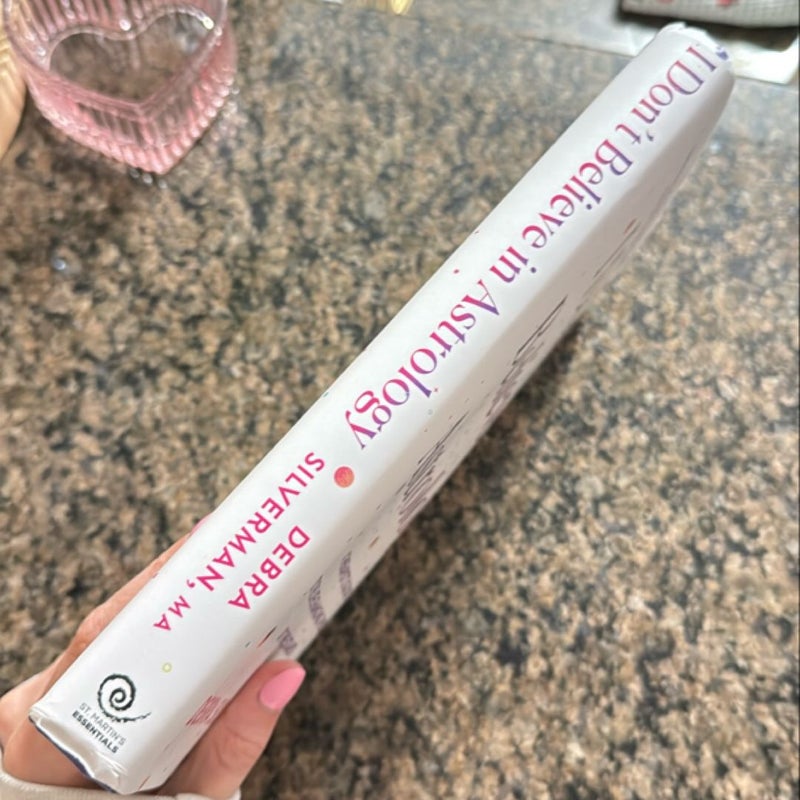 I Don't Believe in Astrology
DEBRA
SILVERMAN, MA
ST. MARTIN'S
ESSENTIALS